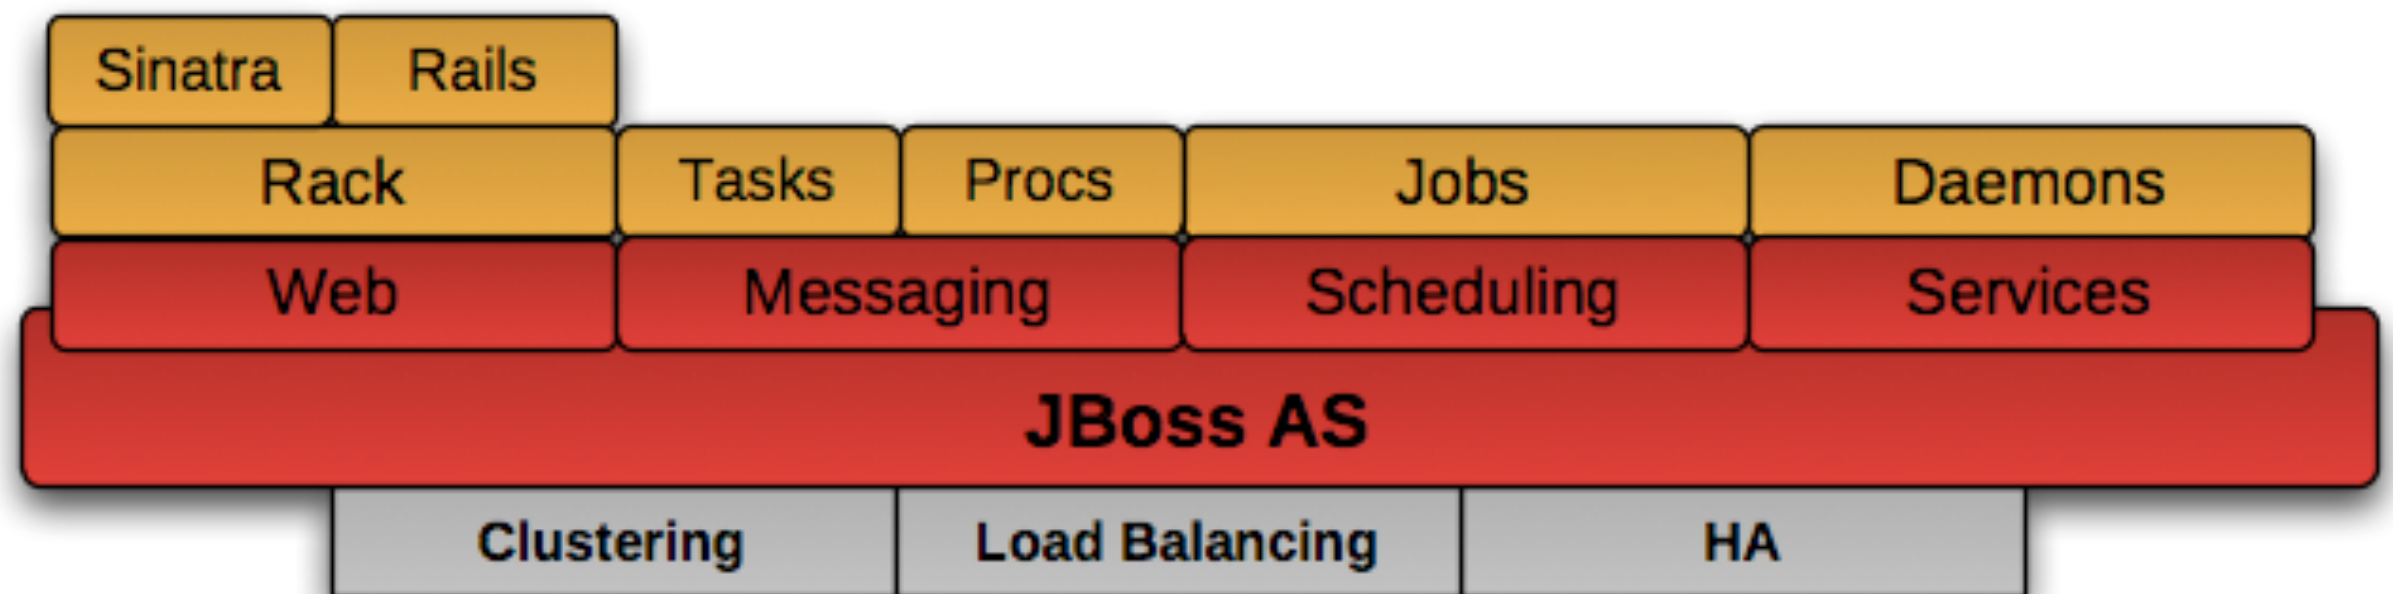 Sinatra Rails
Rack Tasks Procs Jobs Daemons
Web Messaging Scheduling Services
JBoss AS
Clustering Load Balancing HA